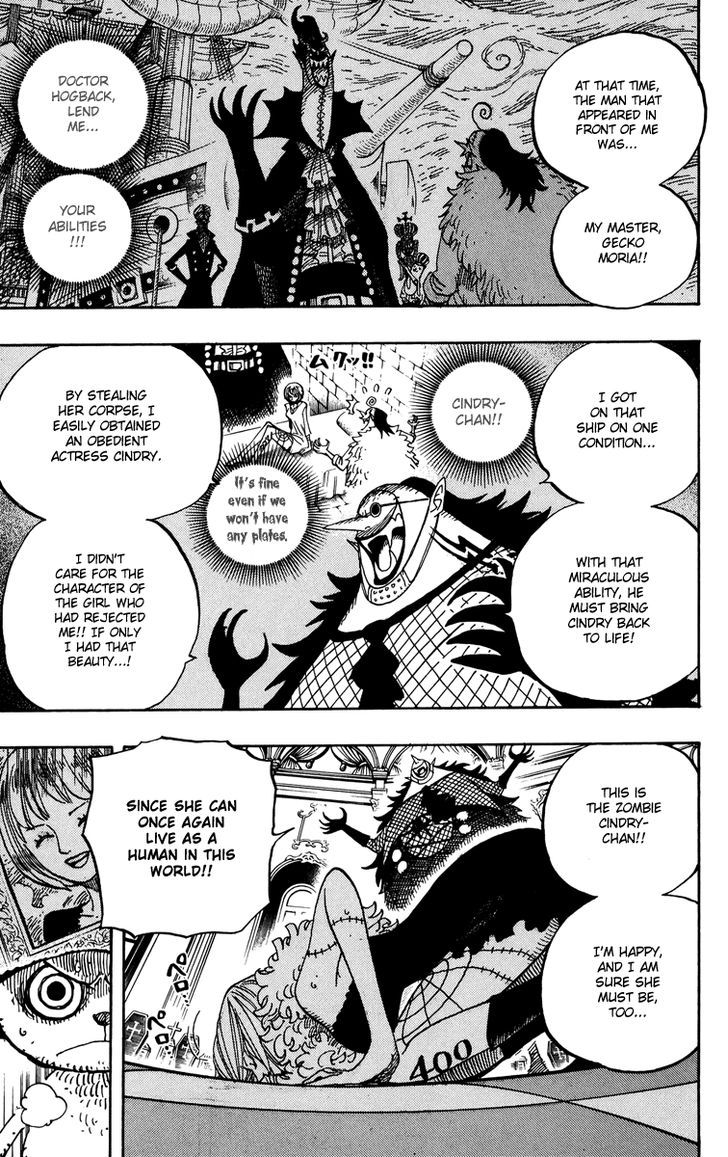 AT THAT TIME,
THE MAN THAT
APPEARED IN
FRONT OF ME
WAS...
MY MASTER,
GECKO
MORIA!!
DOCTOR
HOGBACK,
LEND
ME...
YOUR
ABILITIES
!!!
I GOT
ON THAT
SHIP ON ONE
CONDITION...
WITH THAT
MIRACULOUS
ABILITY, HE
MUST BRING
CINDRY BACK
TO LIFE!
CINDRY-
CHAN!!
ムクッ!!
It's fine
even if we
won't have
any plates.
BY STEALING
HER CORPSE, I
EASILY OBTAINED
AN OBEDIENT
ACTRESS CINDRY.
I DIDN'T
CARE FOR THE
CHARACTER OF
THE GIRL WHO
HAD REJECTED
ME!! IF ONLY
I HAD THAT
BEAUTY...!
THIS IS
THE ZOMBIE
CINDRY-
CHAN!!
I'M HAPPY,
AND I AM
SURE SHE
MUST BE,
TOO...
SINCE SHE CAN
ONCE AGAIN
LIVE AS A
HUMAN IN THIS
WORLD!!
400